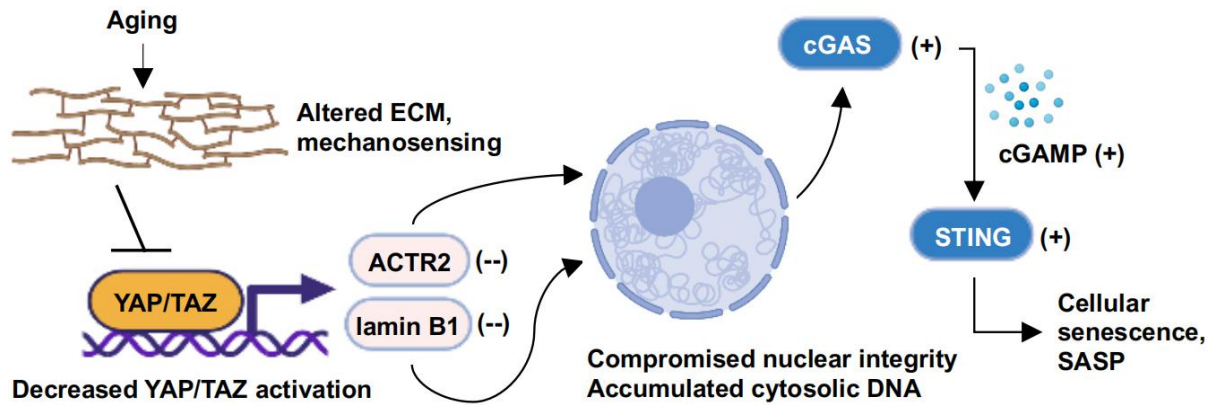 Aging
Altered ECM,
mechanosensing
YAP/TAZ
ACTR2 (--)
lamin B1 (--)
Decreased YAP/TAZ activation
Compromised nuclear integrity
Accumulated cytosolic DNA
cGAS (+)
cGAMP (+)
STING (+)
Cellular
senescence,
SASP